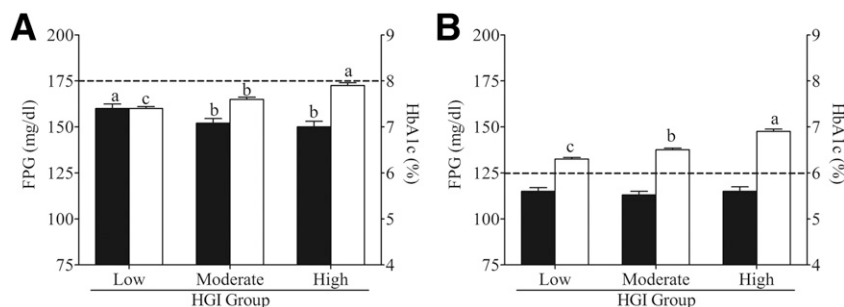 A
200
175
150
125
100
75
FPG (mg/dl)
a c b b b a
9
8
7
6
5
4
HbA1c (%)
Low Moderate High
HGI Group
B
200
175
150
125
100
75
FPG (mg/dl)
c b a
9
8
7
6
5
4
HbA1c (%)
Low Moderate High
HGI Group